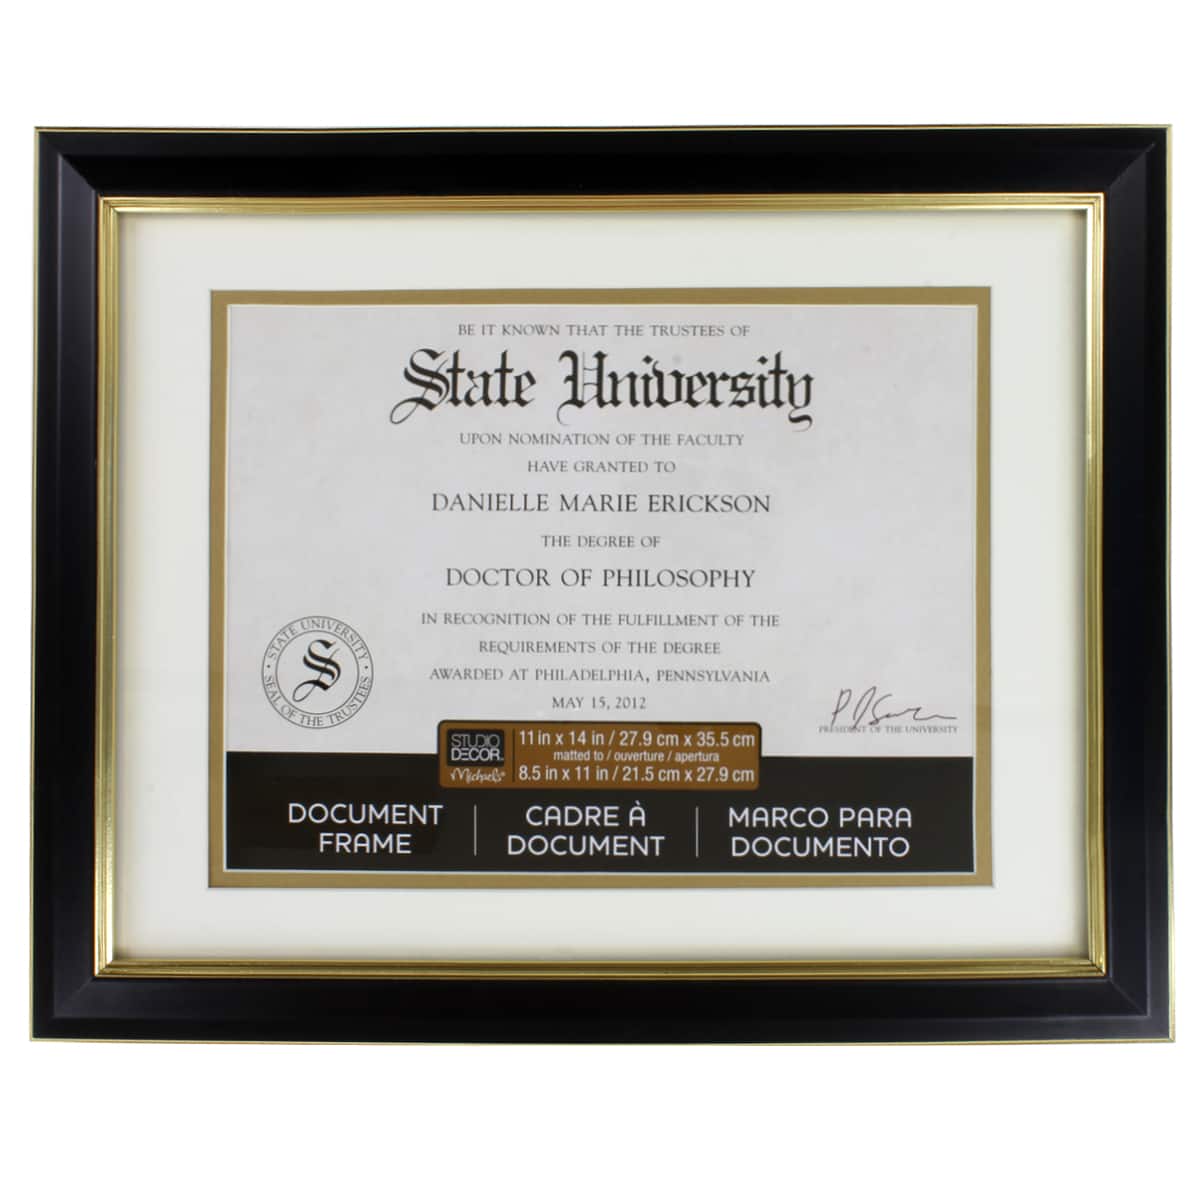 BE IT KNOWN THAT THE TRUSTEES OF
State University
UPON NOMINATION OF THE FACULTY
HAVE GRANTED TO
DANIELLE MARIE ERICKSON
THE DEGREE OF
DOCTOR OF PHILOSOPHY
IN RECOGNITION OF THE FULFILLMENT OF THE
REQUIREMENTS OF THE DEGREE
AWARDED AT PHILADELPHIA, PENNSYLVANIA
MAY 15, 2012
STATE UNIVERSITY
S
SEAL OF THE TRUSTEES
PRESIDENT OF THE UNIVERSITY
STUDIO
DECOR
Michaels
11 in x 14 in / 27.9 cm x 35.5 cm
matted to / ouverture / apertura
8.5 in x 11 in / 21.5 cm x 27.9 cm
DOCUMENT
FRAME
CADRE À
DOCUMENT
MARCO PARA
DOCUMENTO